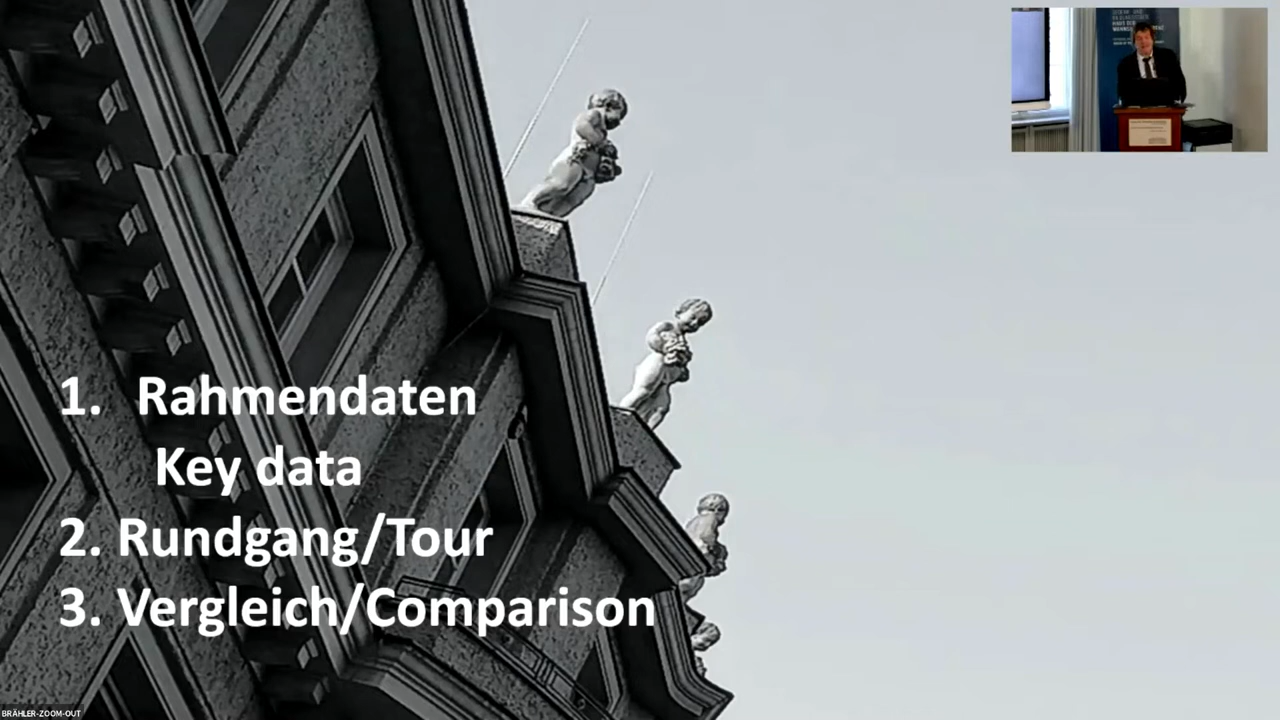 1. Rahmendaten
Key data
2. Rundgang/Tour
3. Vergleich/Comparison
BRÄHLER-ZOOM-OUT